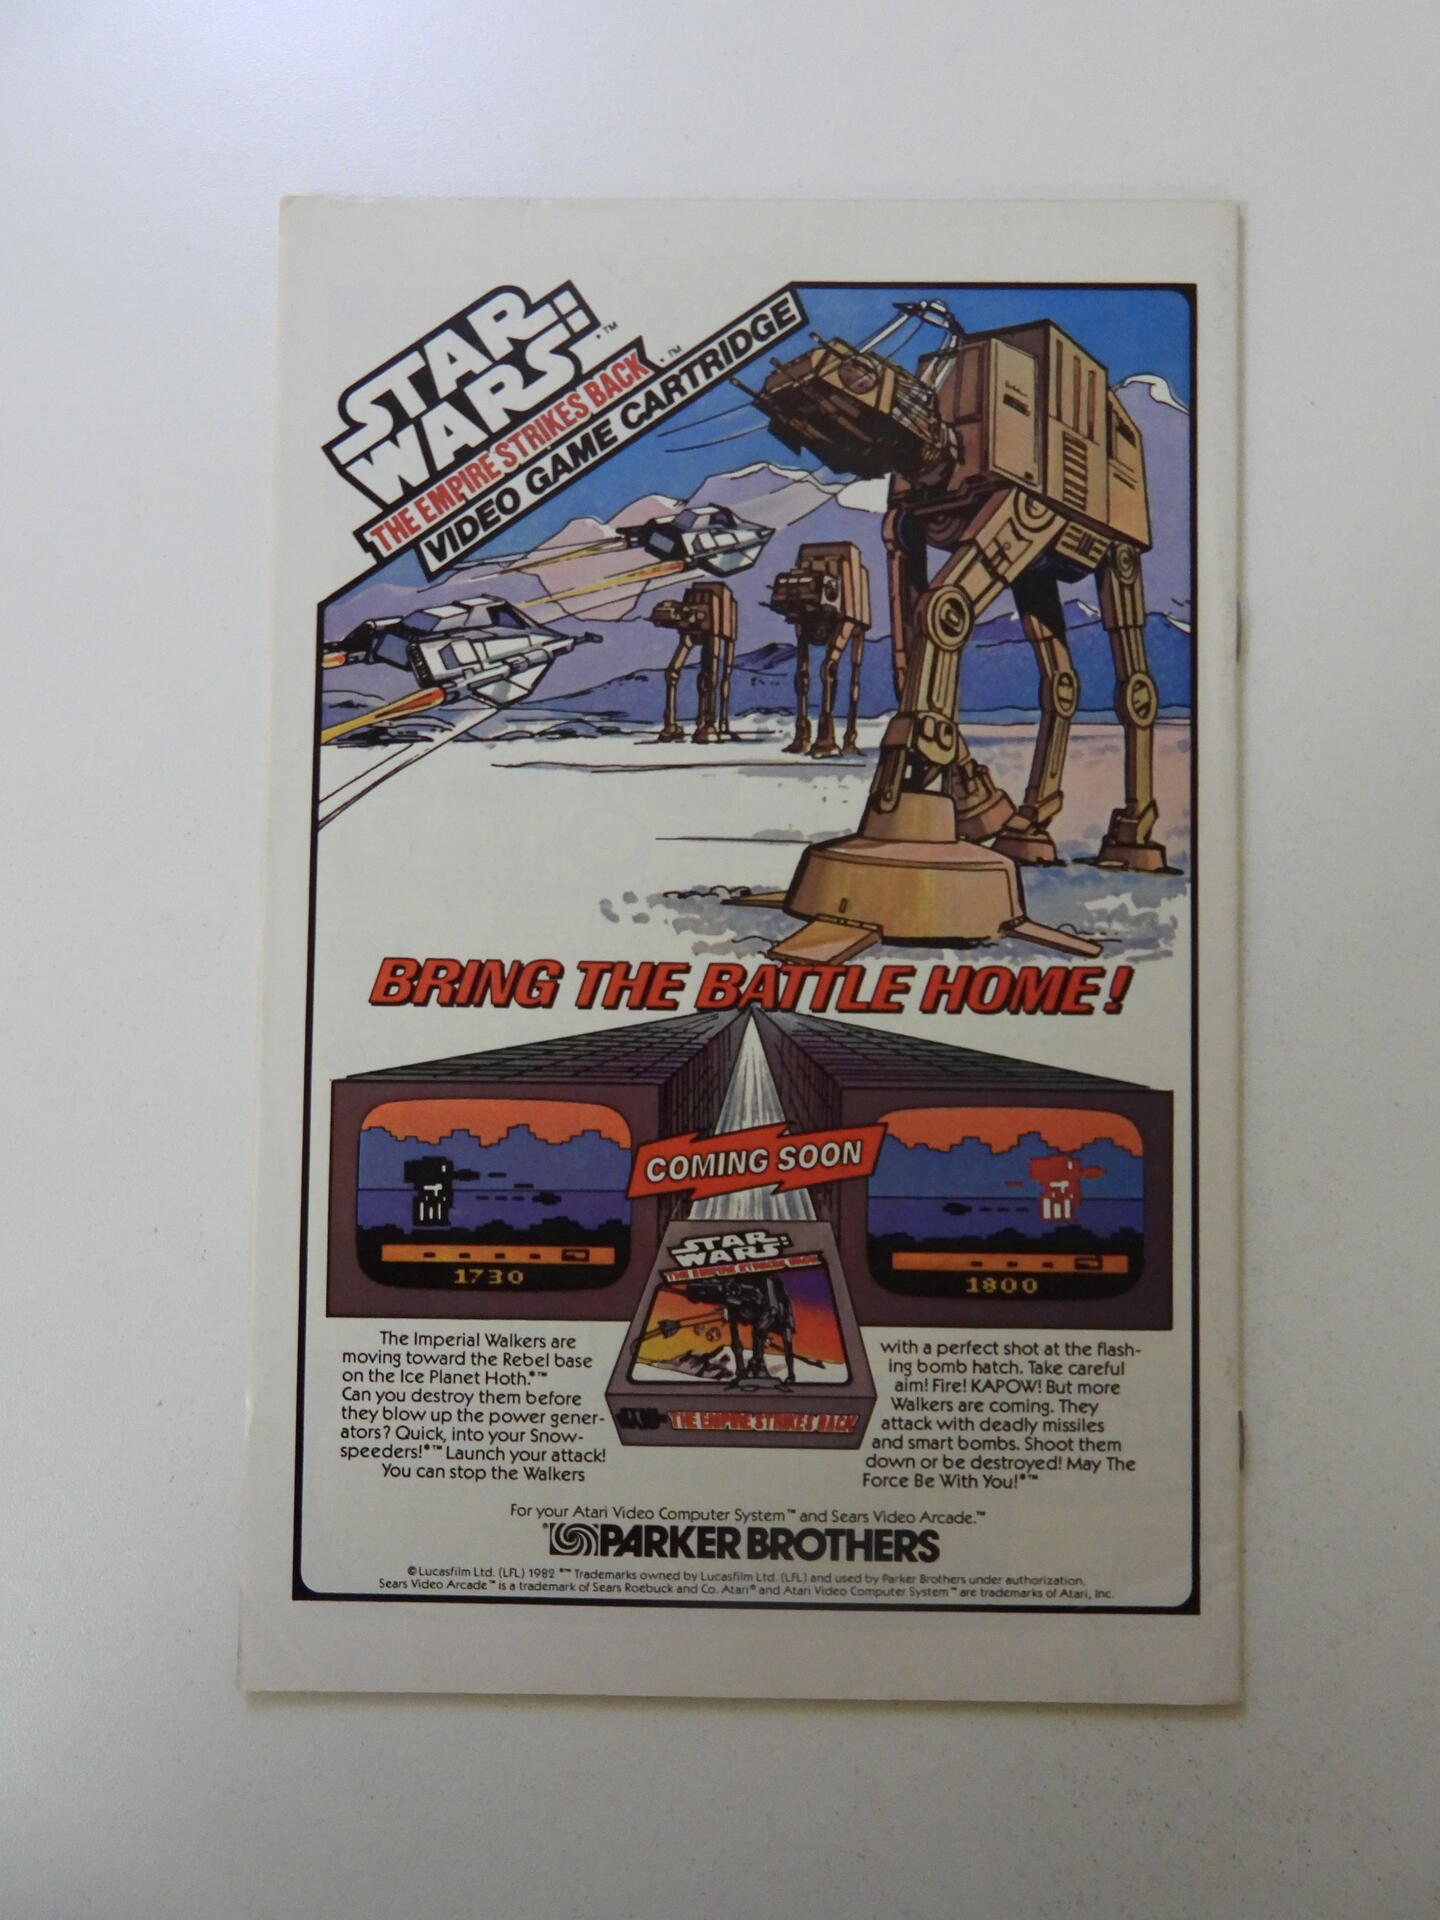 STAR
WARS:™
THE EMPIRE STRIKES BACK•™
VIDEO GAME CARTRIDGE
BRING THE BATTLE HOME!
COMING SOON
1730
1800
STAR
WARS:
THE EMPIRE STRIKES BACK
THE EMPIRE STRIKES BACK
The Imperial Walkers are
moving toward the Rebel base
on the Ice Planet Hoth.•™
Can you destroy them before
they blow up the power gener-
ators? Quick, into your Snow-
speeders!•™ Launch your attack!
You can stop the Walkers
with a perfect shot at the flash-
ing bomb hatch. Take careful
aim! Fire! KAPOW! But more
Walkers are coming. They
attack with deadly missiles
and smart bombs. Shoot them
down or be destroyed! May The
Force Be With You!•™
For your Atari Video Computer System™ and Sears Video Arcade.™
PARKER BROTHERS
©Lucasfilm Ltd. (LFL) 1982 •™ Trademarks owned by Lucasfilm Ltd. (LFL) and used by Parker Brothers under authorization.
Sears Video Arcade™ is a trademark of Sears Roebuck and Co. Atari® and Atari Video Computer System™ are trademarks of Atari, Inc.